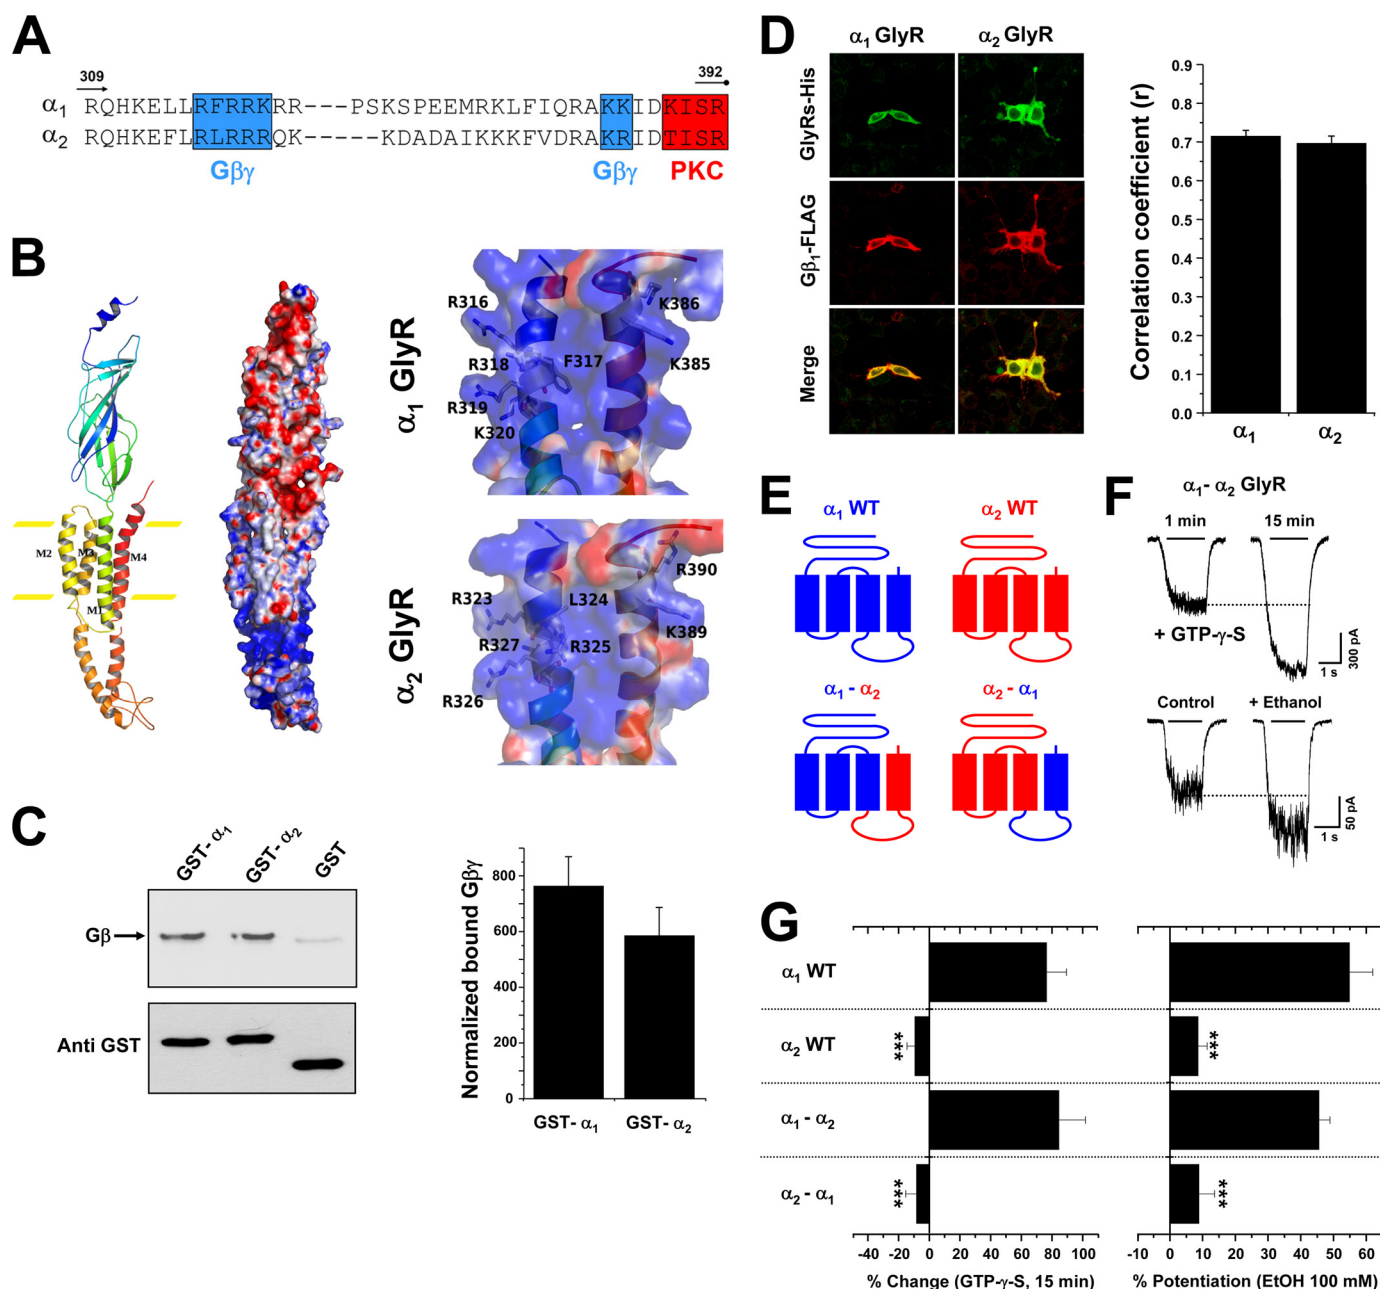 A
309
392
α1 RQHKELLRFRRKRR---PSKSPEEMRKLFIQRAKKIDKISR
α2 RQHKEFLRLRRRQK-----KDADAIKKKFVDRAKRIDTISR
Gβγ
Gβγ
PKC
B
M2
M3
M4
M1
α1 GlyR
R316
K386
R318
F317
K385
R319
K320
α2 GlyR
R390
R323
L324
K389
R327
R325
R326
C
GST- α1
GST- α2
GST
Gβ
Anti GST
Normalized bound Gβγ
800
600
400
200
0
GST- α1
GST- α2
D
α1 GlyR
α2 GlyR
GlyRs-His
Gβ1-FLAG
Merge
Correlation coefficient (r)
0.9
0.8
0.7
0.6
0.5
0.4
0.3
0.2
0.1
0.0
α1
α2
E
α1 WT
α2 WT
α1 - α2
α2 - α1
F
α1- α2 GlyR
1 min
15 min
+ GTP-γ-S
300 pA
1 s
Control
+ Ethanol
50 pA
1 s
G
α1 WT
α2 WT
***
***
α1 - α2
α2 - α1
***
***
-40 -20 0 20 40 60 80 100
% Change (GTP-γ-S, 15 min)
-10 0 10 20 30 40 50 60
% Potentiation (EtOH 100 mM)